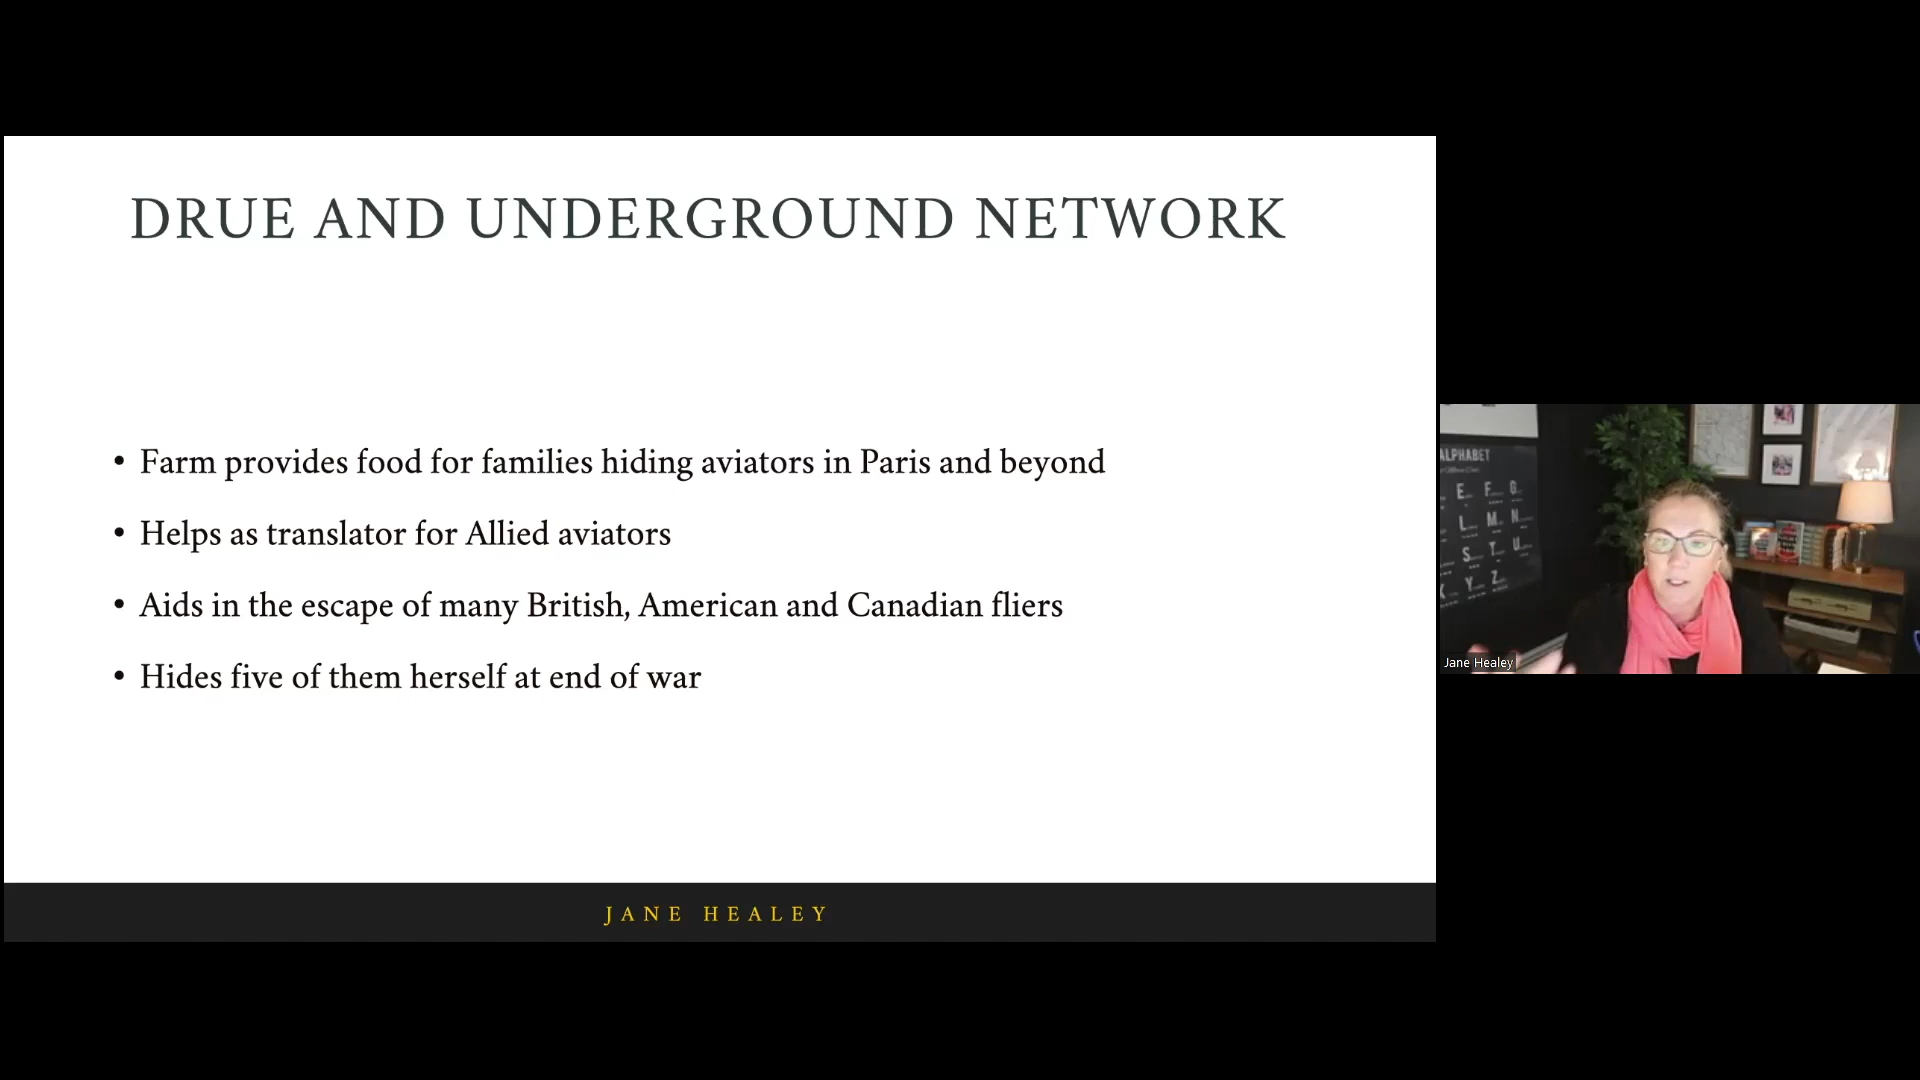 DRUE AND UNDERGROUND NETWORK
• Farm provides food for families hiding aviators in Paris and beyond
• Helps as translator for Allied aviators
• Aids in the escape of many British, American and Canadian fliers
• Hides five of them herself at end of war
JANE HEALEY
ALPHABET
E F G
L M N
S T U
Y Z
Jane Healey